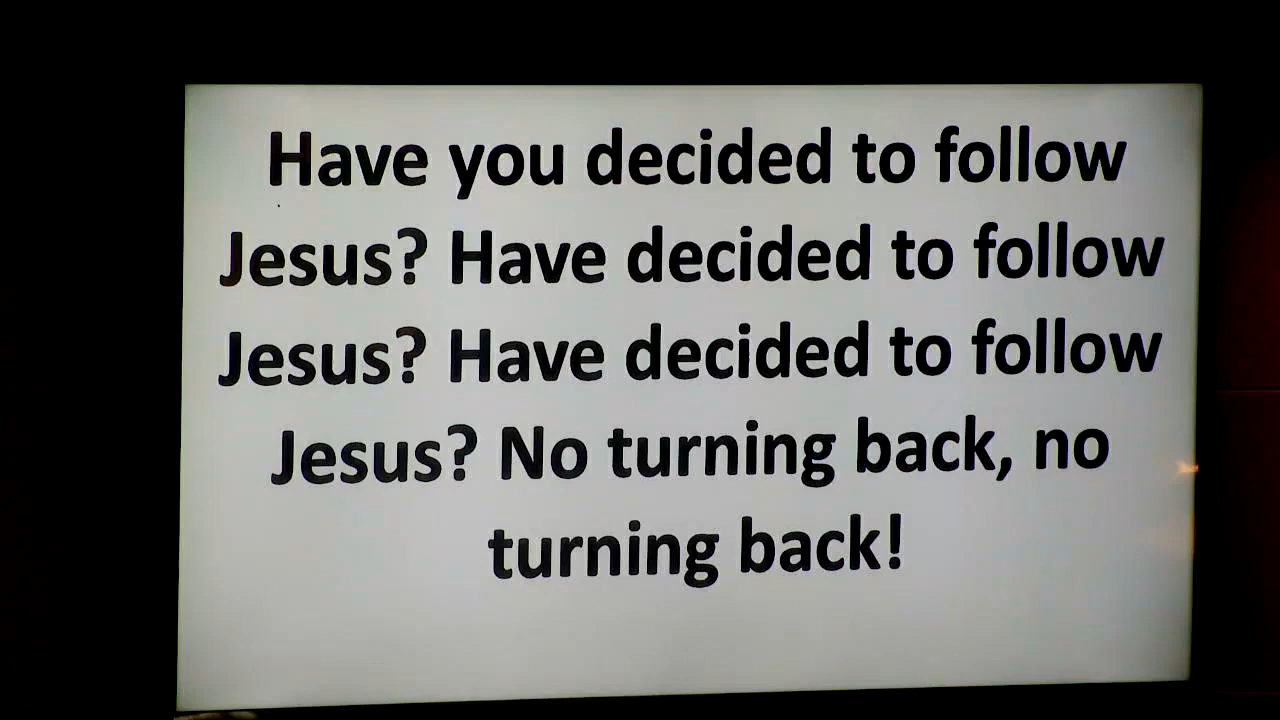 Have you decided to follow
Jesus? Have decided to follow
Jesus? Have decided to follow
Jesus? No turning back, no
turning back!